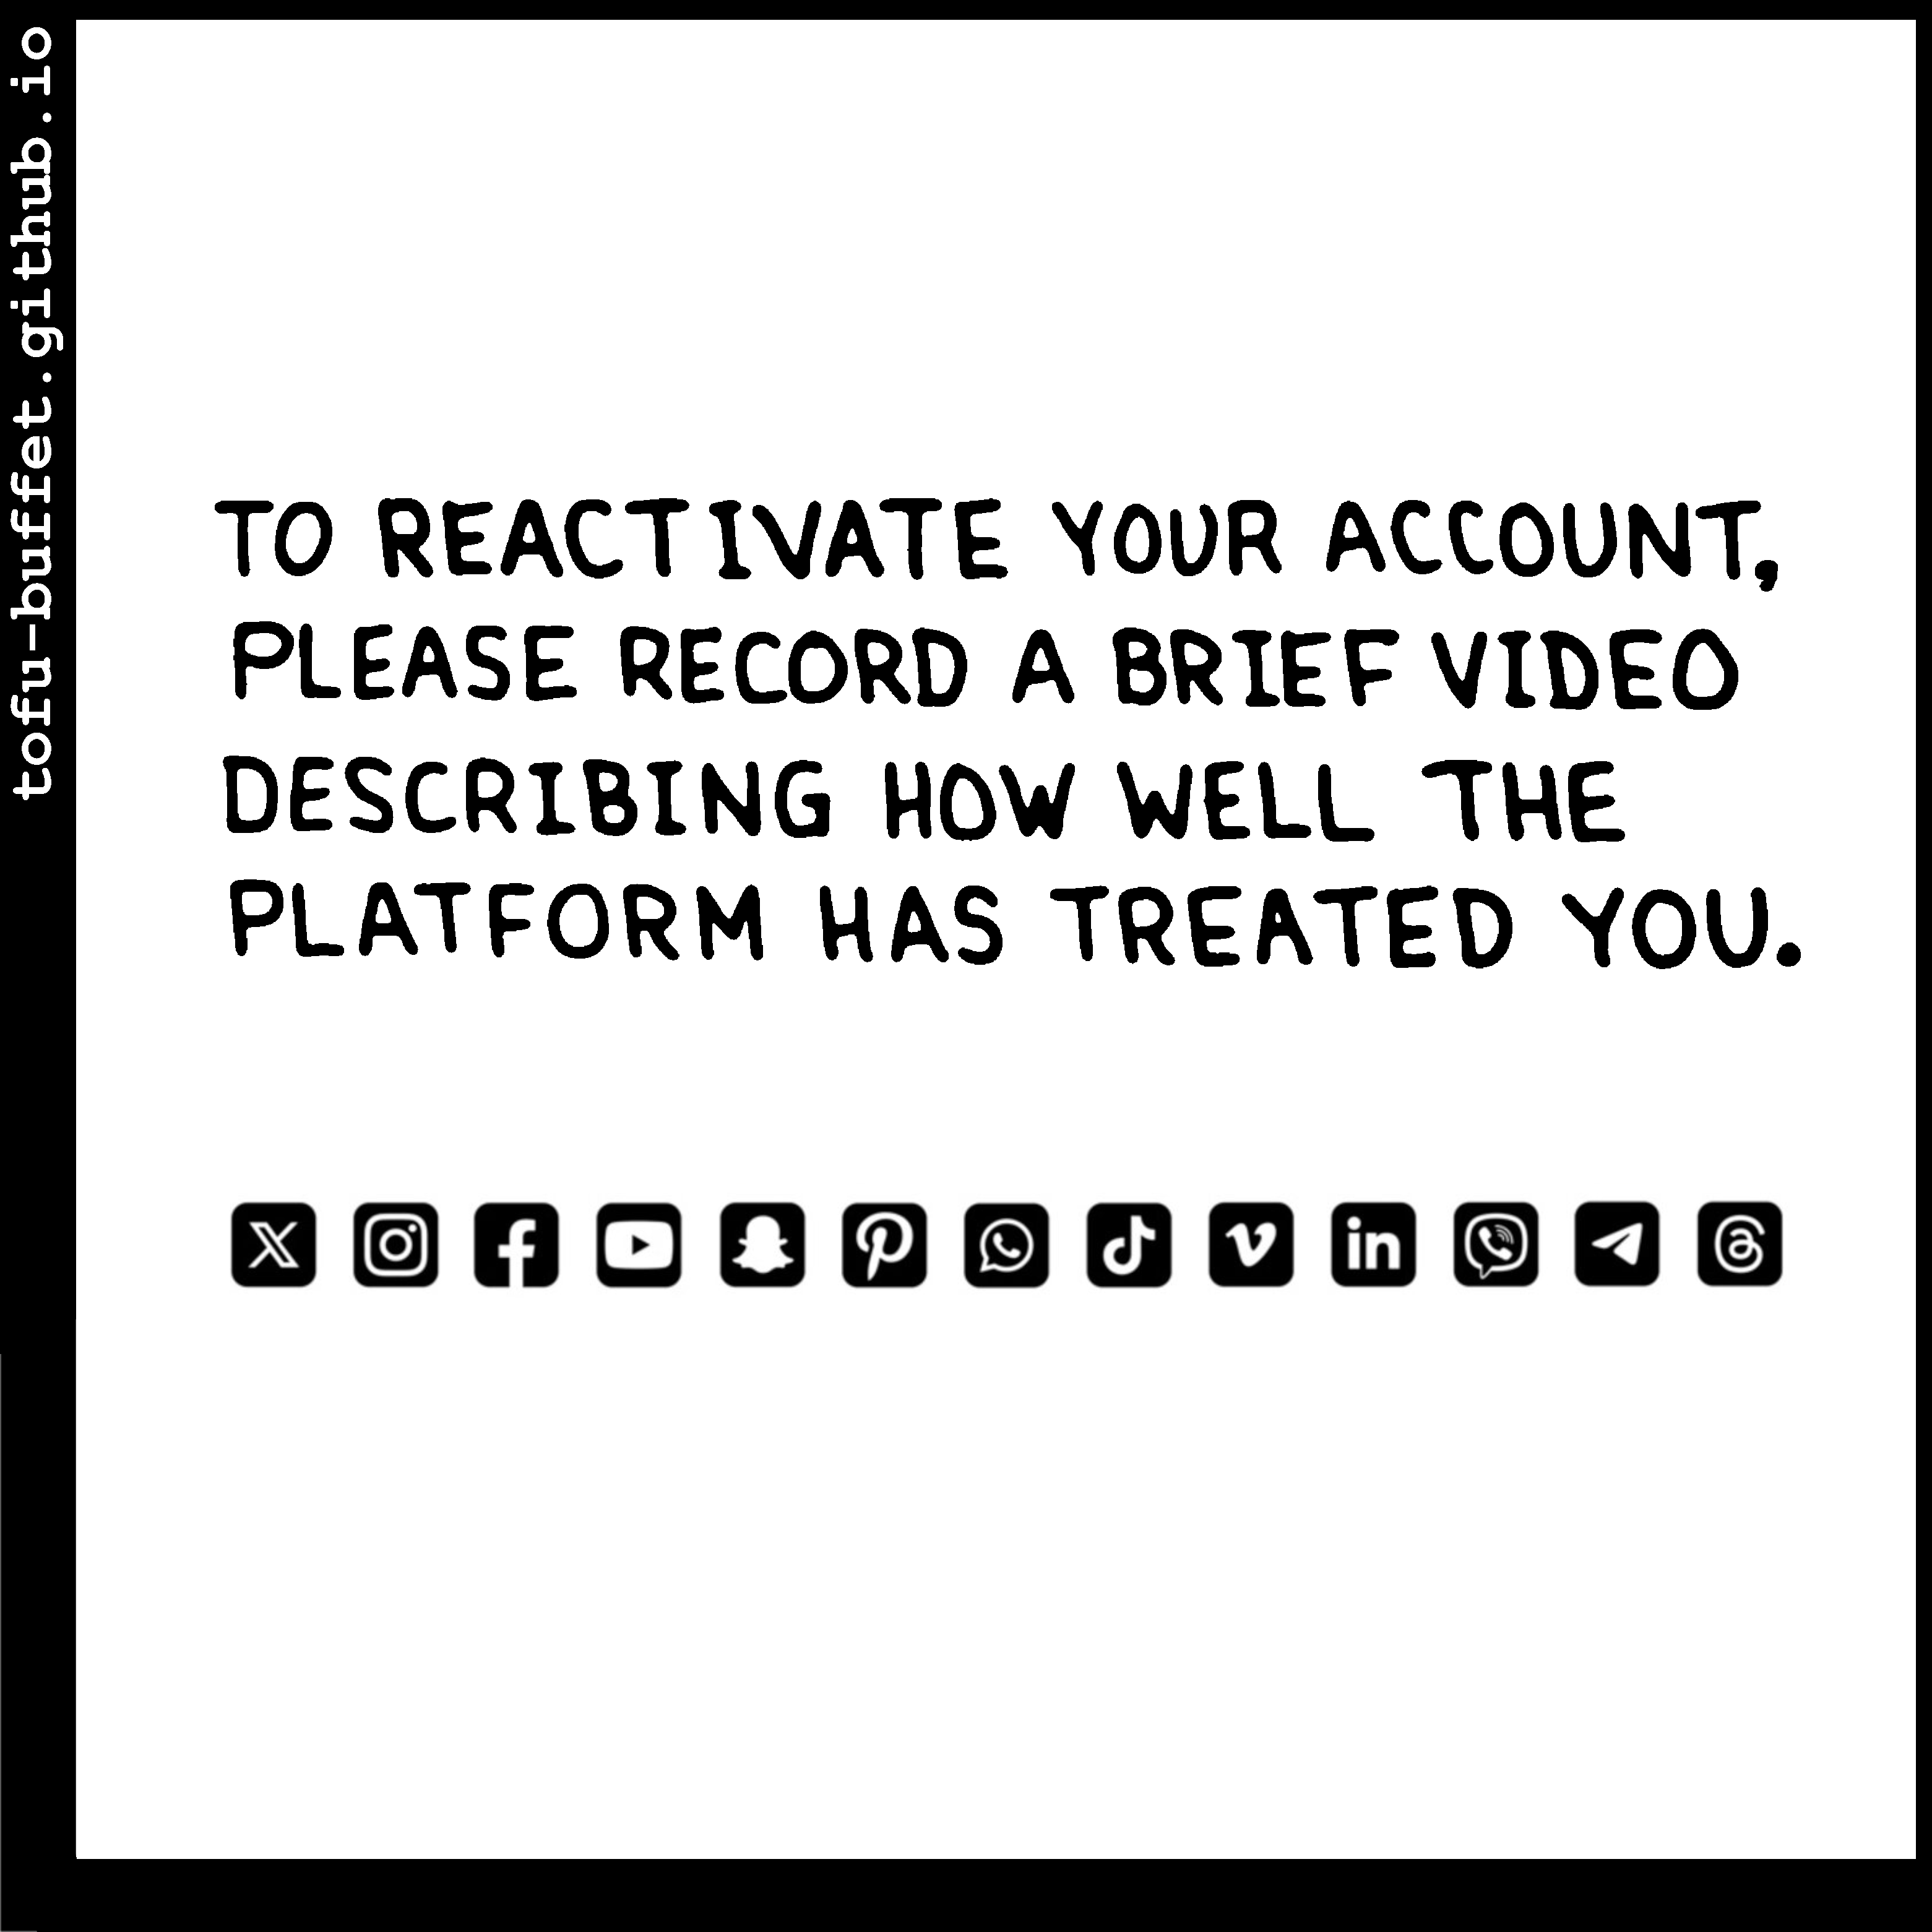 tofu-buffet.github.io
TO REACTIVATE YOUR ACCOUNT,
PLEASE RECORD A BRIEF VIDEO
DESCRIBING HOW WELL THE
PLATFORM HAS TREATED YOU.